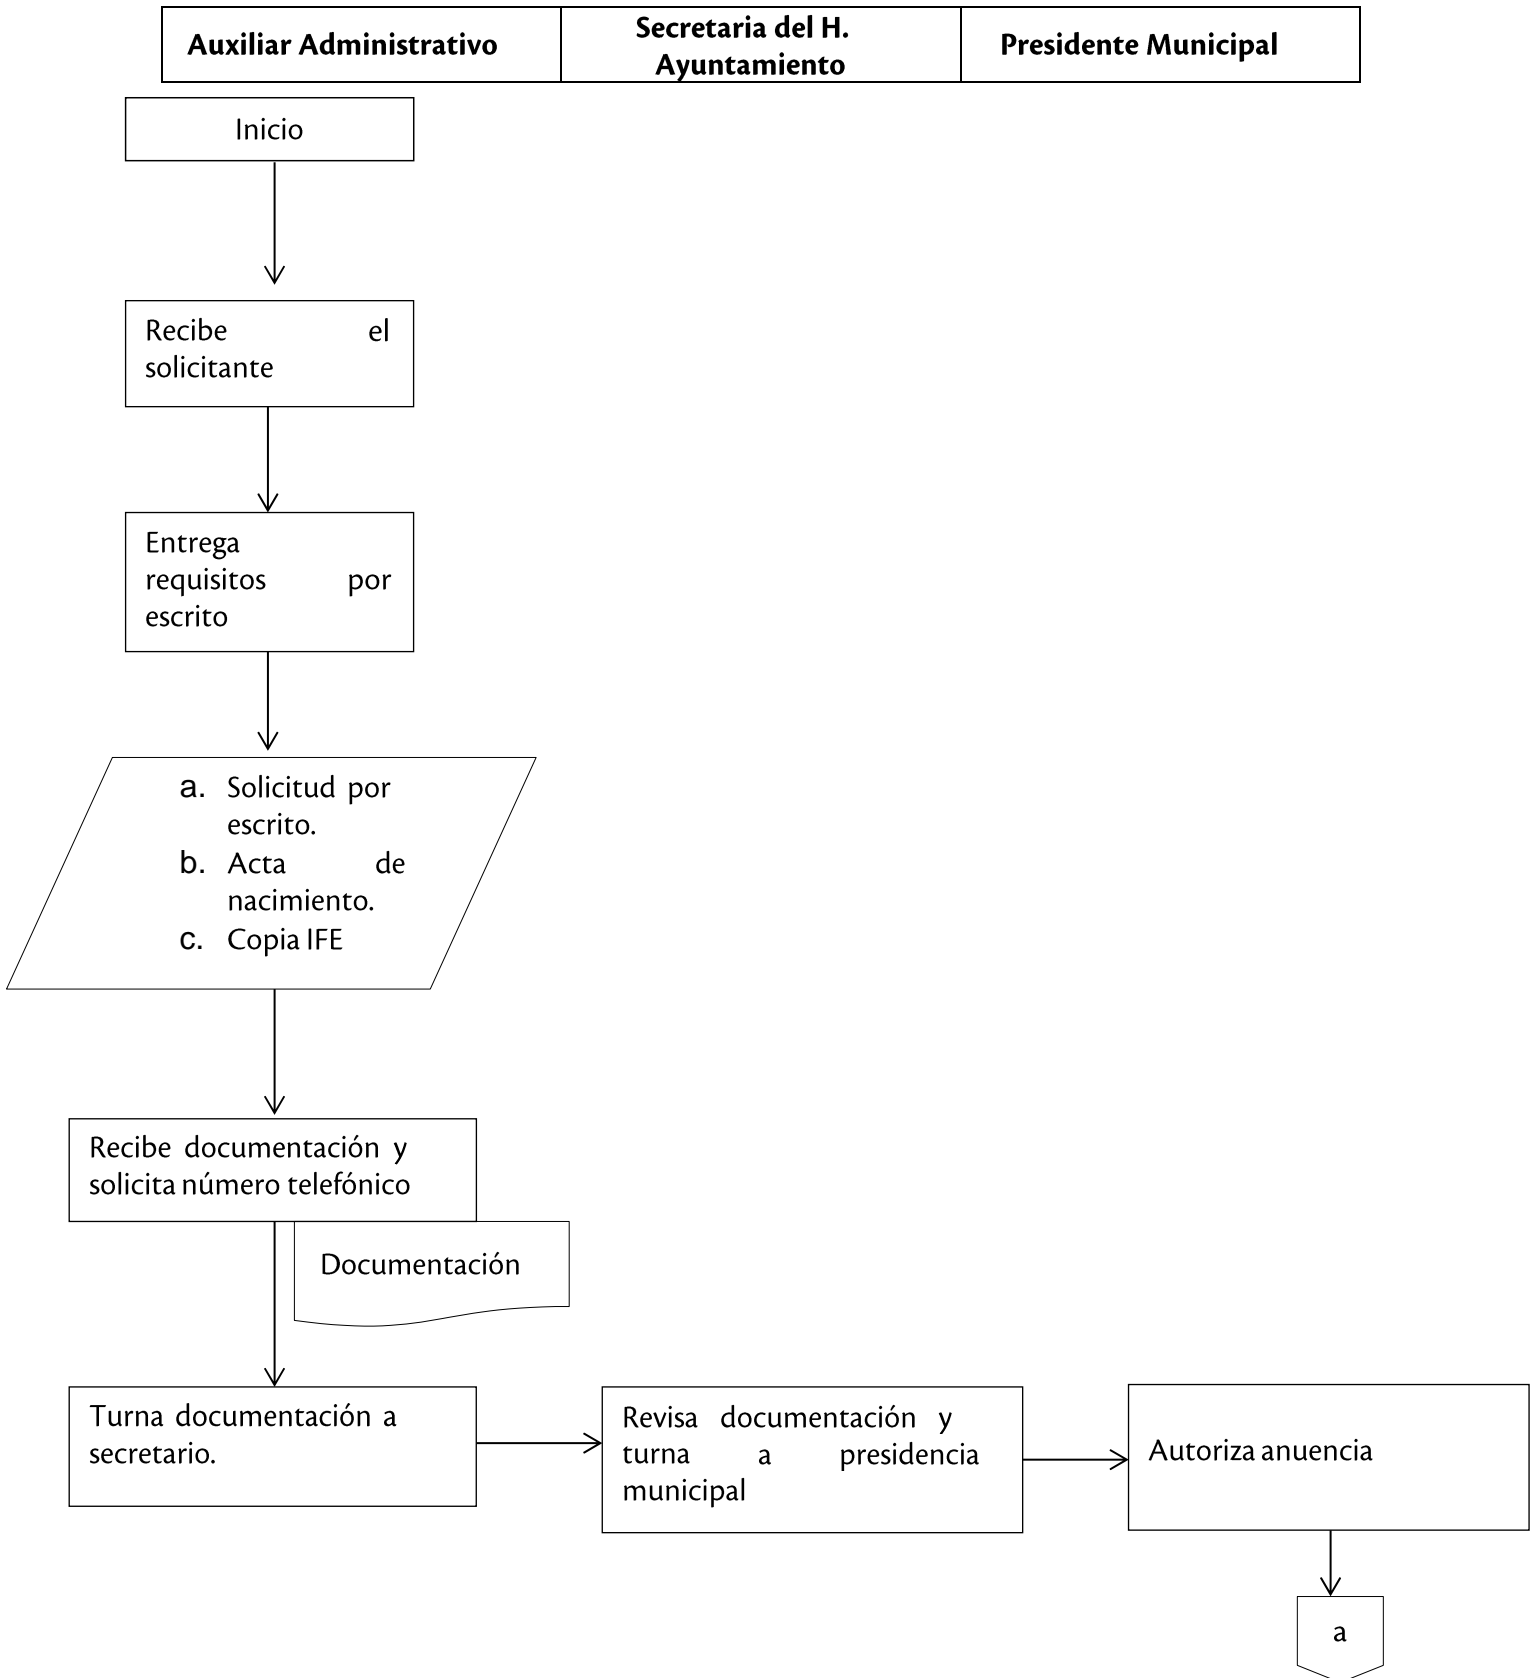 Auxiliar Administrativo
Secretaria del H.
Ayuntamiento
Presidente Municipal
Inicio
Recibe el
solicitante
Entrega
requisitos por
escrito
a. Solicitud por
escrito.
b. Acta de
nacimiento.
c. Copia IFE
Recibe documentación y
solicita número telefónico
Documentación
Turna documentación a
secretario.
Revisa documentación y
turna a presidencia
municipal
Autoriza anuencia
a